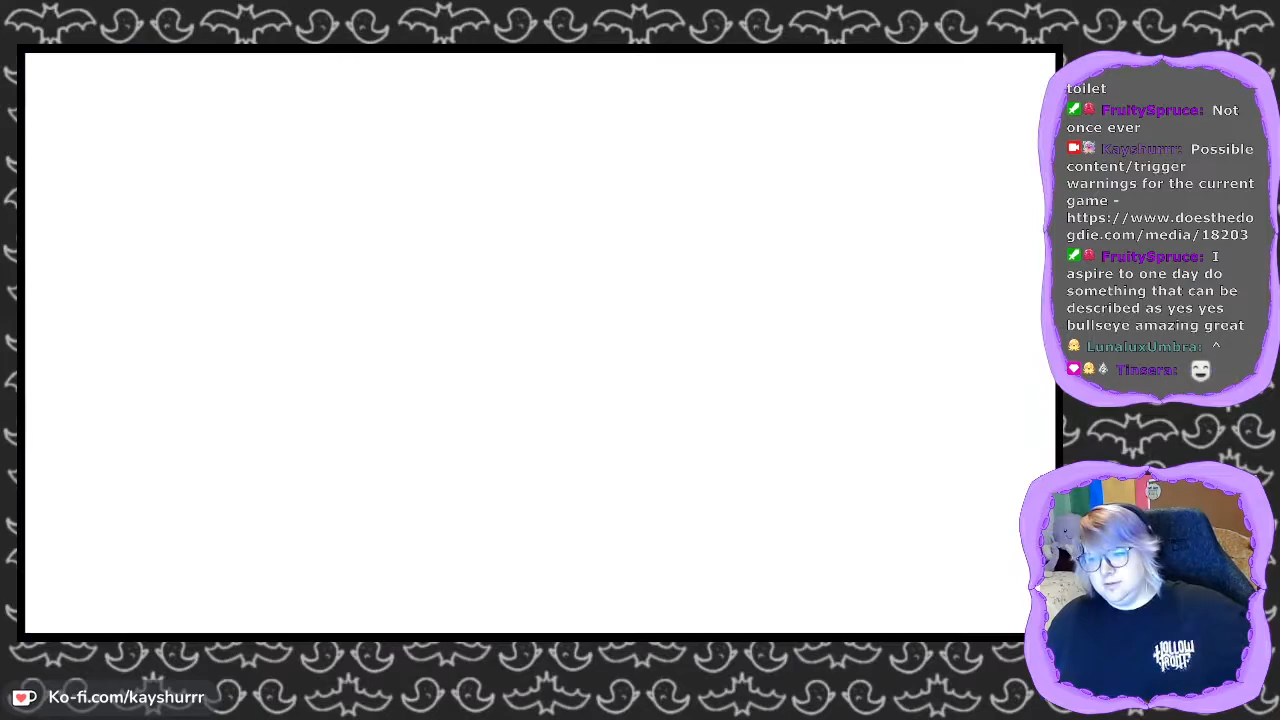 toilet
FruitySpruce: Not
once ever
Kayshurrr: Possible
content/trigger
warnings for the current
game -
https://www.doesthedo
gdie.com/media/18203
FruitySpruce: I
aspire to one day do
something that can be
described as yes yes
bullseye amazing great
LunaluxUmbra: ^
Tinsera:
HOLLOW
Ko-fi.com/kayshurrr